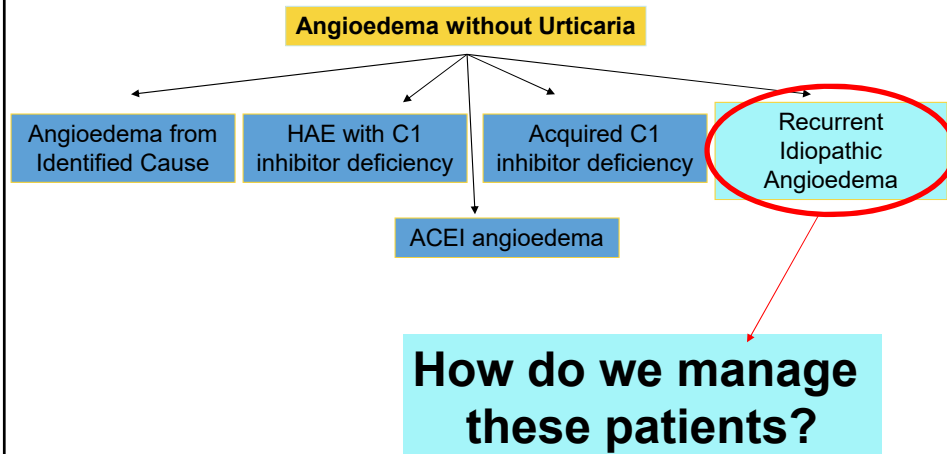 Angioedema without Urticaria
Angioedema from
Identified Cause
HAE with C1
inhibitor deficiency
Acquired C1
inhibitor deficiency
Recurrent
Idiopathic
Angioedema
ACEI angioedema
How do we manage
these patients?